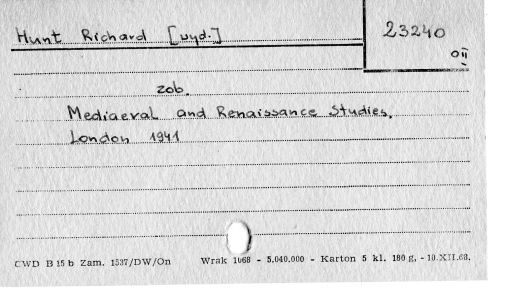 Hunt Richard [wyd.]
23240
OII
zob.
Mediaeval and Renaissance Studies.
London 1941
CWD B 15 b Zam. 1537/DW/On Wrak 1068 - 5.040.000 - Karton 5 kl. 180 g. - 10.XII.68.